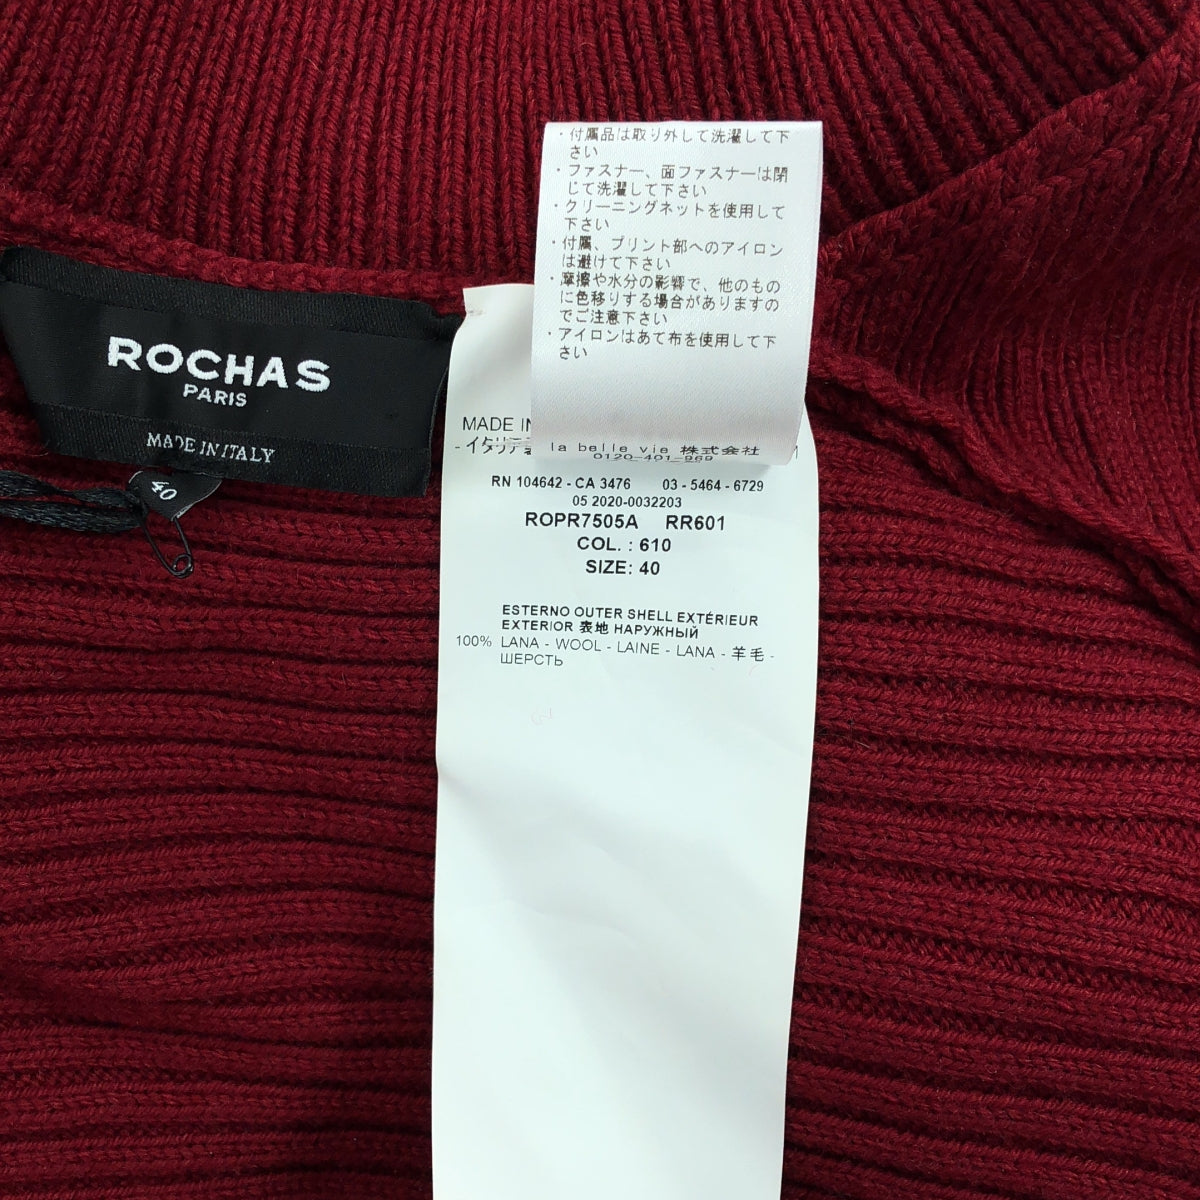 ・付属品は取り外して洗濯して下
さい
・ファスナー、面ファスナーは閉
じて洗濯して下さい
・クリーニングネットを使用して
下さい
・付属、プリント部へのアイロン
は避けて下さい
・摩擦や水分の影響で、他のもの
に色移りする場合がありますの
でご注意下さい
・アイロンはあて布を使用して下
さい
la belle vie 株式会社
0120-401-969
ROCHAS
PARIS
MADE IN ITALY
40
MADE IN
- イタリア製
RN 104642 - CA 3476 03 - 5464 - 6729
05 2020-0032203
ROPR7505A RR601
COL. : 610
SIZE: 40
ESTERNO OUTER SHELL EXTÉRIEUR
EXTERIOR 表地 НАРУЖНЫЙ
100% LANA - WOOL - LAINE - LANA - 羊毛 -
ШЕРСТЬ